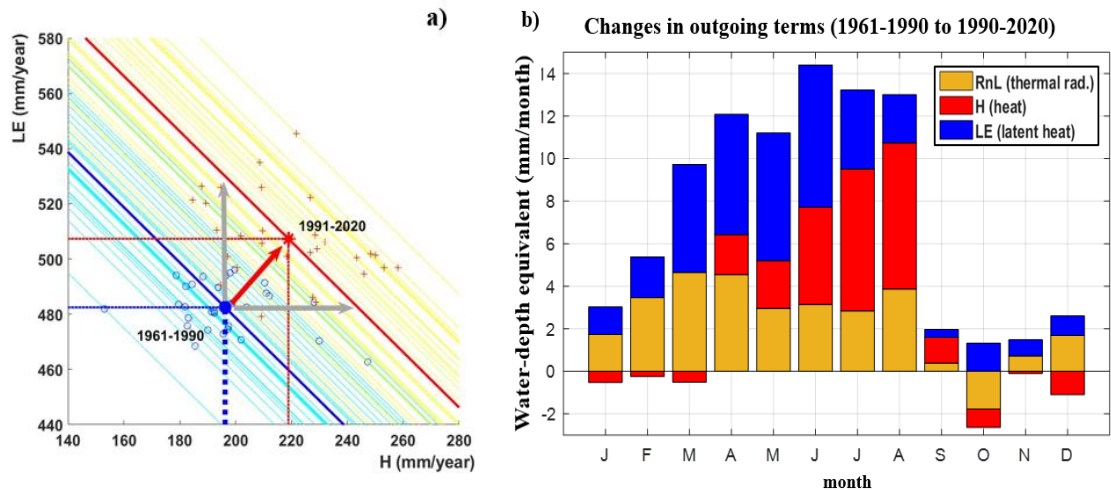 a)
580
560
540
520
500
480
460
440
LE (mm/year)
1991-2020
1961-1990
140 160 180 200 220 240 260 280
H (mm/year)
b)
Changes in outgoing terms (1961-1990 to 1990-2020)
14
12
10
8
6
4
2
0
-2
Water-depth equivalent (mm/month)
RnL (thermal rad.)
H (heat)
LE (latent heat)
J F M A M J J A S O N D
month